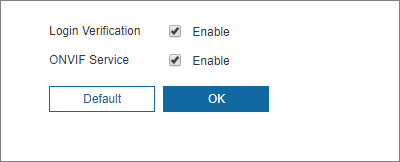 Login Verification Enable
ONVIF Service Enable
Default OK